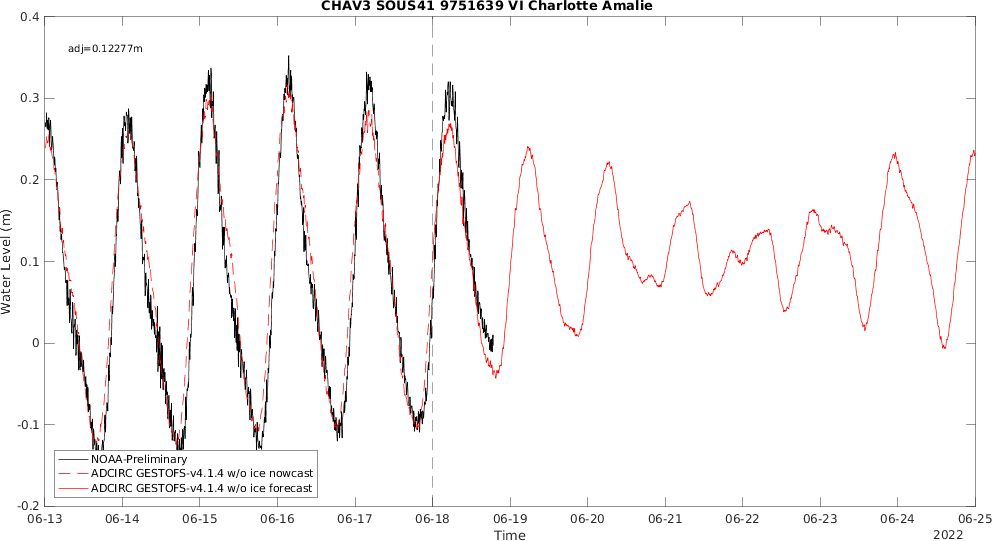 CHAV3 SOUS41 9751639 VI Charlotte Amalie
adj=0.12277m
0.4
0.3
0.2
0.1
0
-0.1
-0.2
Water Level (m)
NOAA-Preliminary
ADCIRC GESTOFS-v4.1.4 w/o ice nowcast
ADCIRC GESTOFS-v4.1.4 w/o ice forecast
06-13 06-14 06-15 06-16 06-17 06-18 06-19 06-20 06-21 06-22 06-23 06-24 06-25
Time
2022